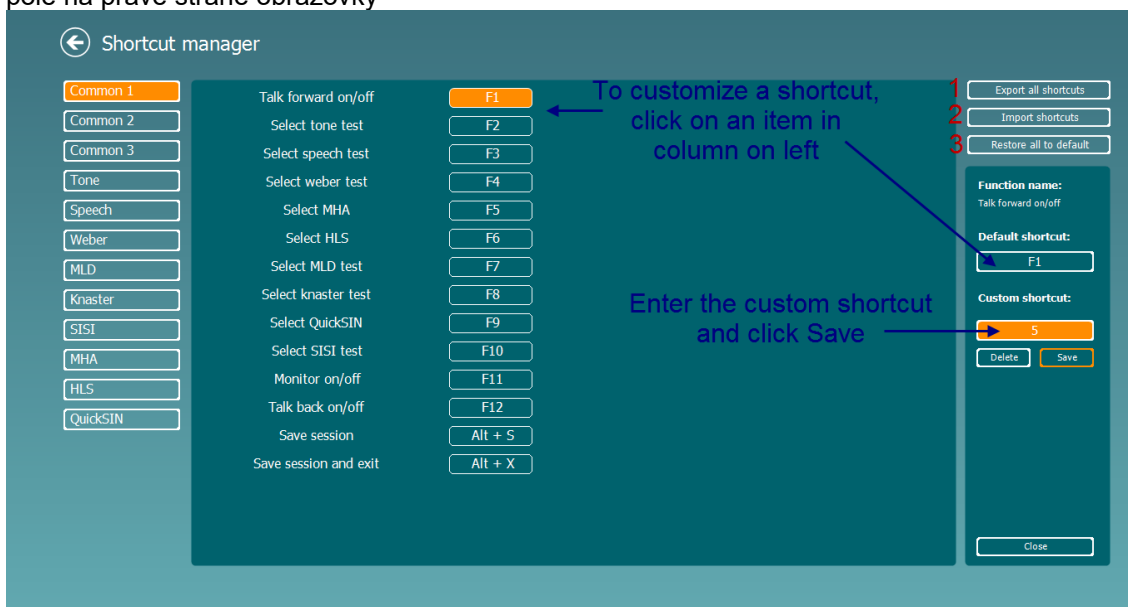 pole na pravé straně obrazovky
Shortcut manager
Common 1
Common 2
Common 3
Tone
Speech
Weber
MLD
Knaster
SISI
MHA
HLS
QuickSIN
Talk forward on/off F1
Select tone test F2
Select speech test F3
Select weber test F4
Select MHA F5
Select HLS F6
Select MLD test F7
Select knaster test F8
Select QuickSIN F9
Select SISI test F10
Monitor on/off F11
Talk back on/off F12
Save session Alt + S
Save session and exit Alt + X
To customize a shortcut,
click on an item in
column on left
Enter the custom shortcut
and click Save
1 Export all shortcuts
2 Import shortcuts
3 Restore all to default
Function name:
Talk forward on/off
Default shortcut:
F1
Custom shortcut:
5
Delete Save
Close